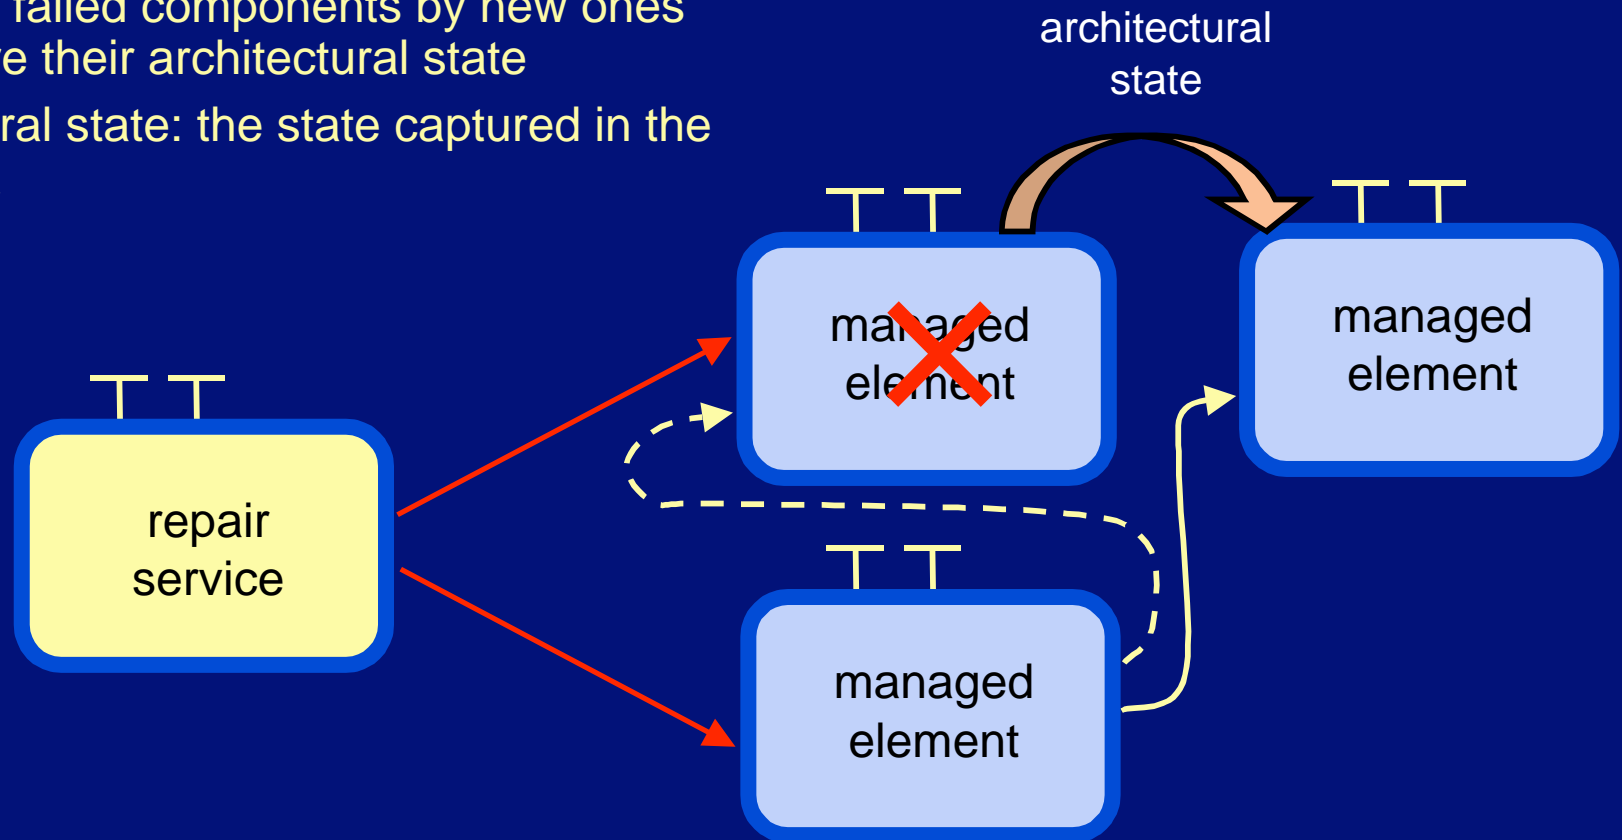 failed components by new ones
their architectural state
state: the state captured in the
architectural
state
managed
element
managed
element
repair
service
managed
element